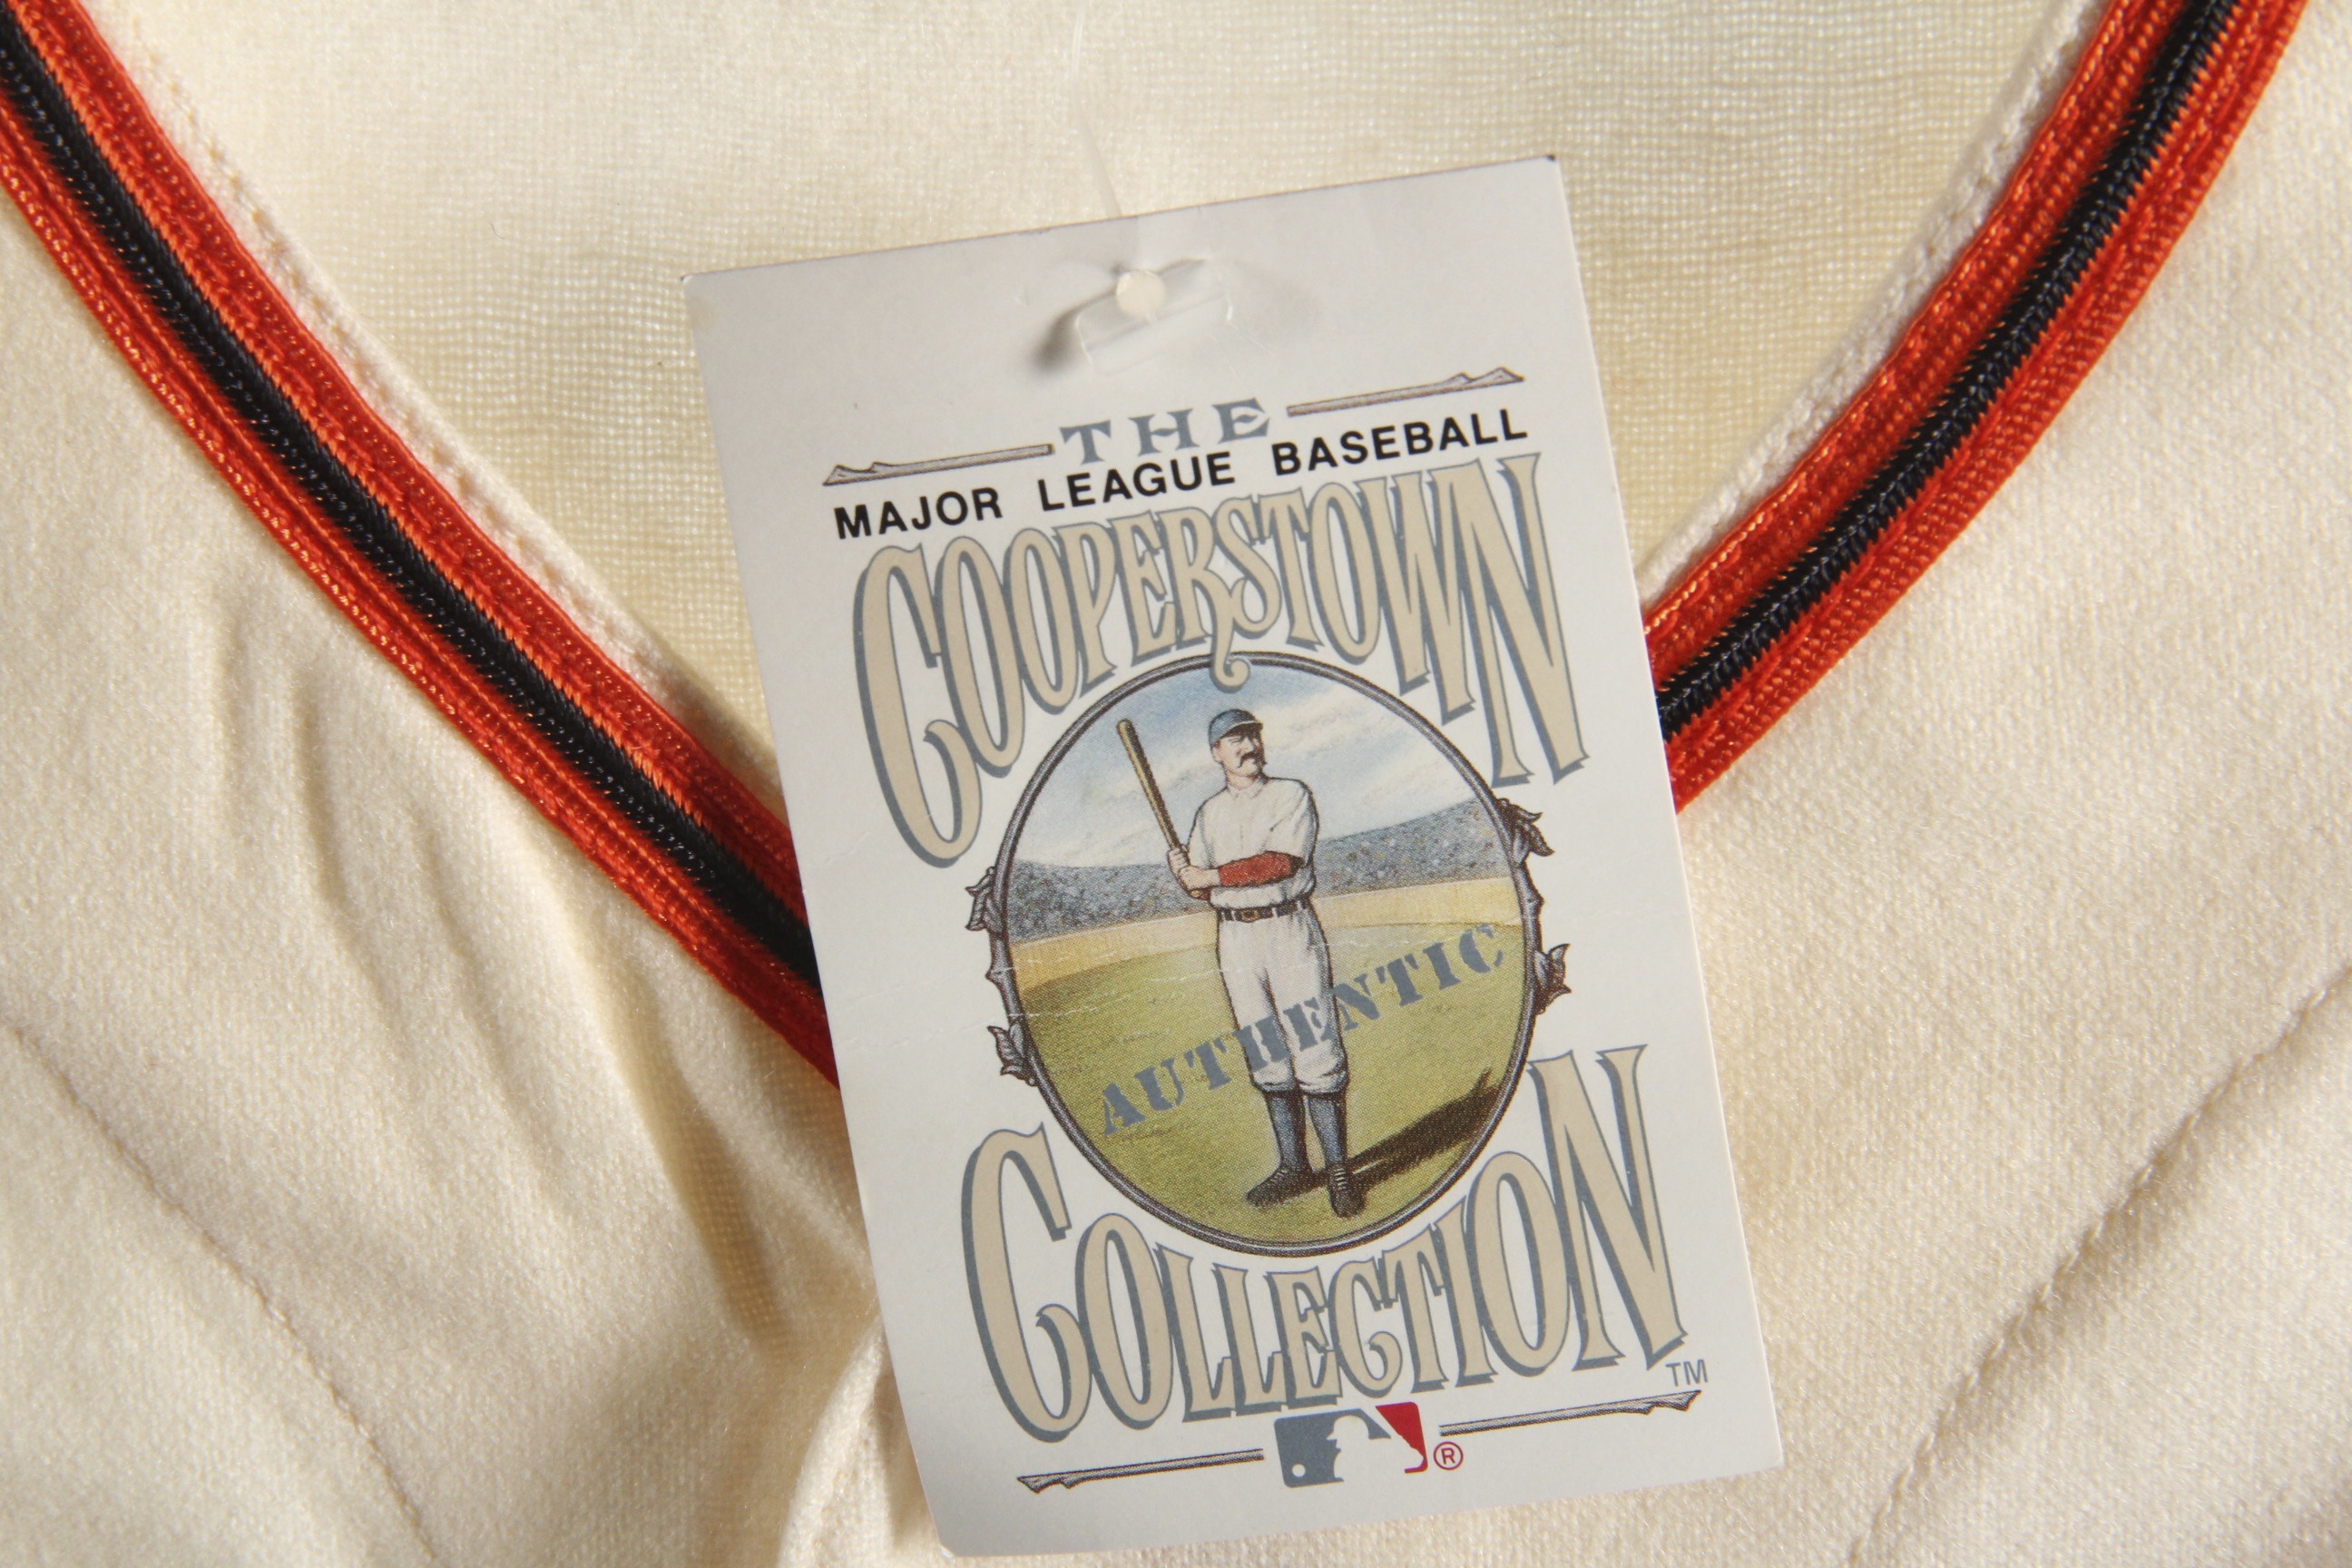 THE
MAJOR LEAGUE BASEBALL
COOPERSTOWN
AUTHENTIC
COLLECTION
TM
®